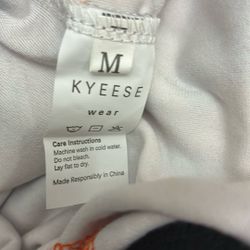 M
KYEESE
wear
Care Instructions
Machine wash in cold water.
Do not bleach.
Lay flat to dry.
Made Responsibly in China